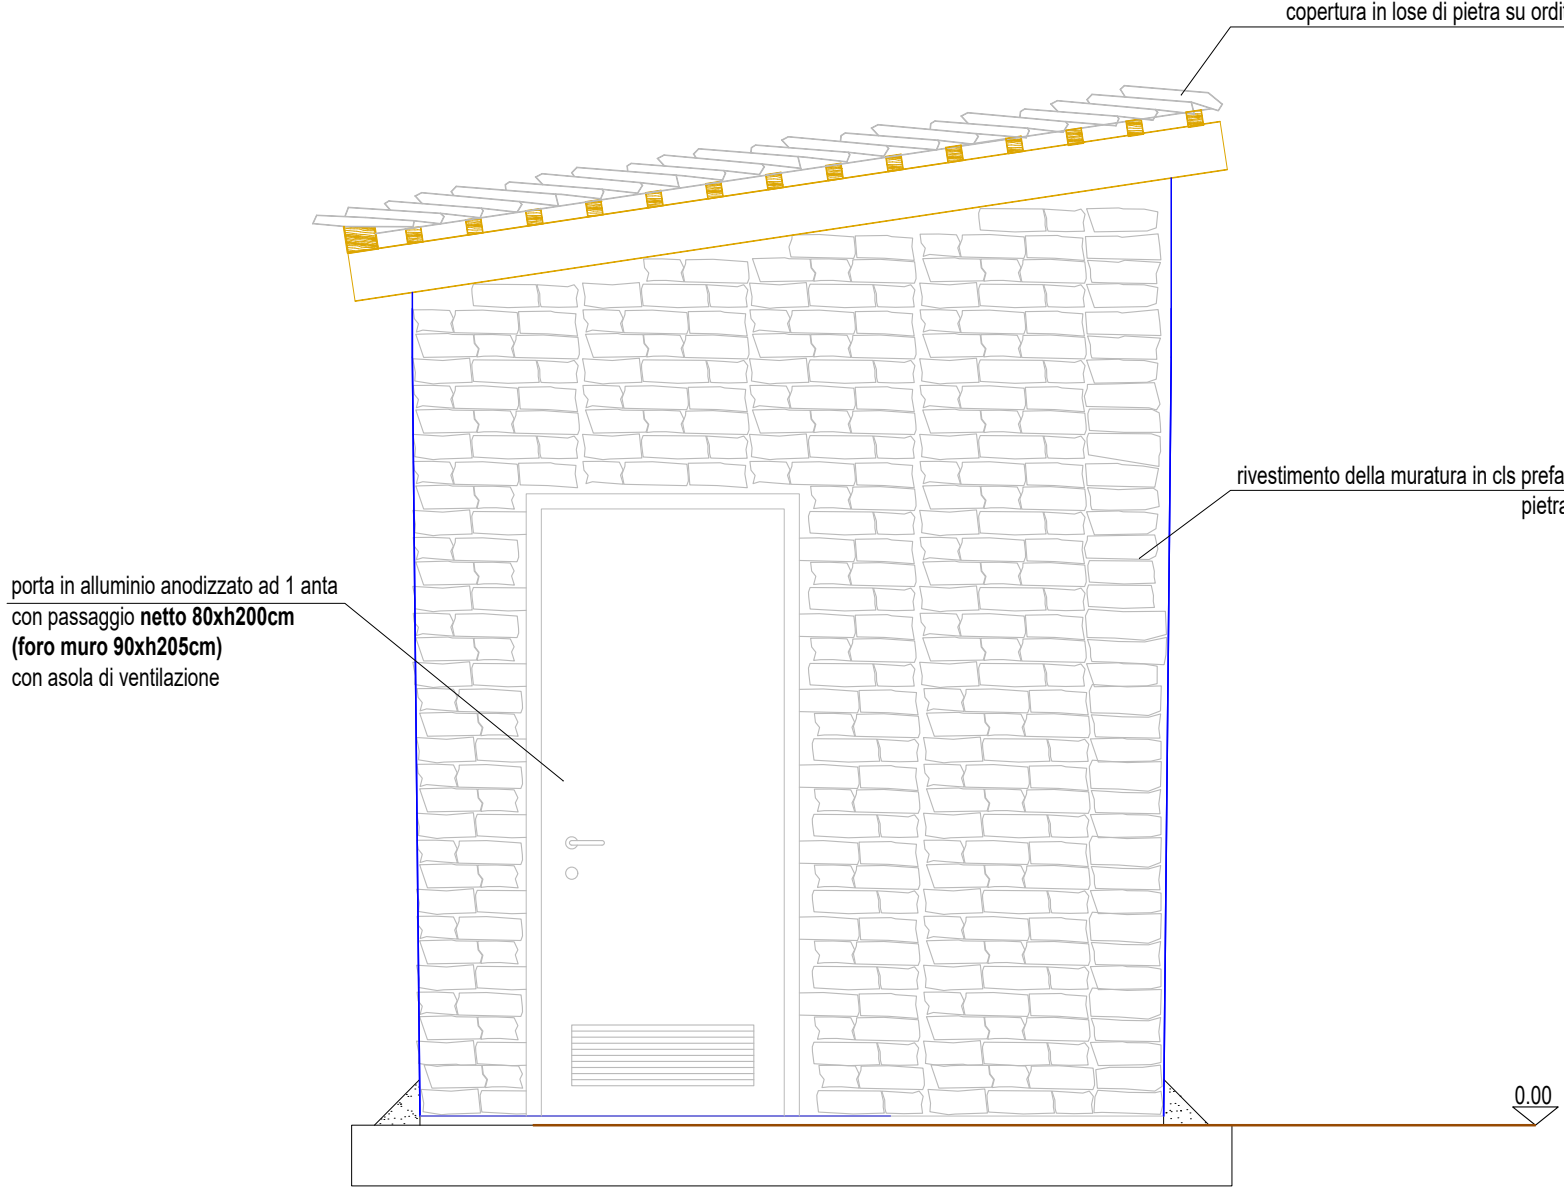 copertura in lose di pietra su ordi
rivestimento della muratura in cls prefa
pietra
porta in alluminio anodizzato ad 1 anta
con passaggio netto 80xh200cm
(foro muro 90xh205cm)
con asola di ventilazione
0.00